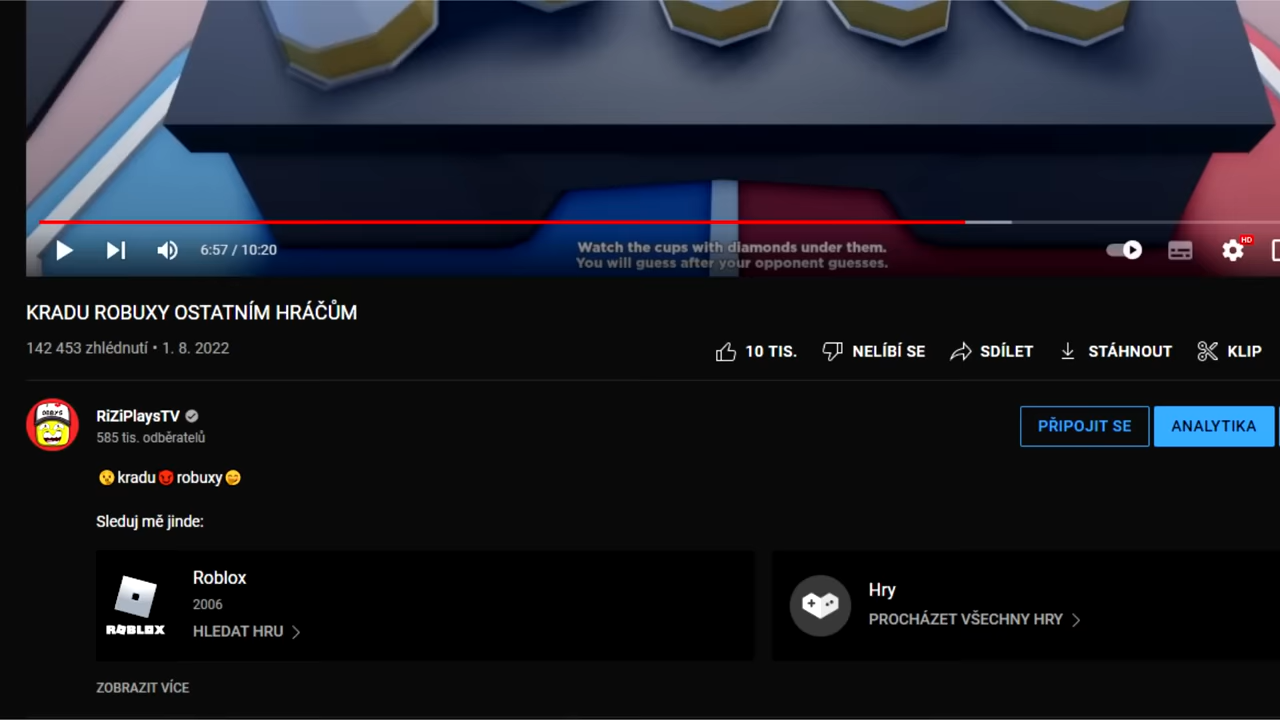 6:57 / 10:20
Watch the cups with diamonds under them.
You will guess after your opponent guesses.
HD
KRADU ROBUXY OSTATNÍM HRÁČŮM
142 453 zhlédnutí • 1. 8. 2022
10 TIS.
NELÍBÍ SE
SDÍLET
STÁHNOUT
KLIP
RiZiPlaysTV
585 tis. odběratelů
PŘIPOJIT SE
ANALYTIKA
😗kradu😡robuxy😋
Sleduj mě jinde:
Roblox
2006
HLEDAT HRU
ROBLOX
Hry
PROCHÁZET VŠECHNY HRY
ZOBRAZIT VÍCE